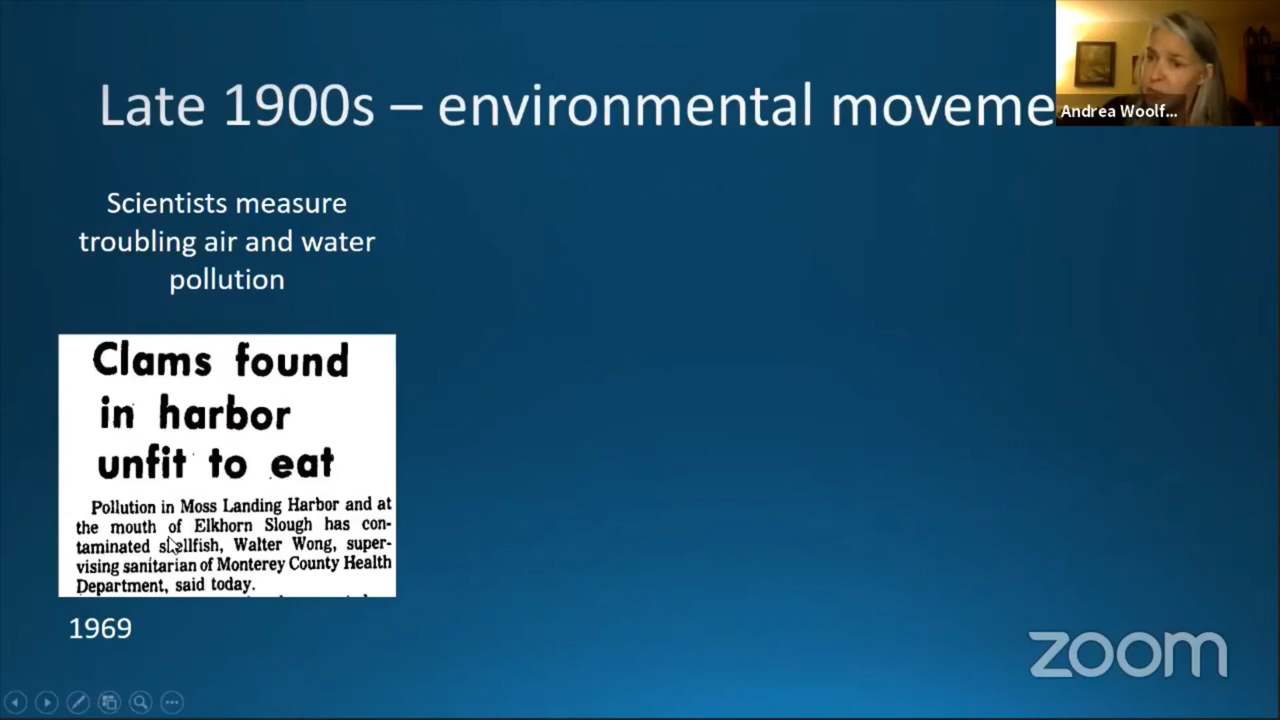 Late 1900s – environmental moveme
Andrea Woolf...
Scientists measure
troubling air and water
pollution
Clams found
in harbor
unfit to eat
Pollution in Moss Landing Harbor and at
the mouth of Elkhorn Slough has con-
taminated shellfish, Walter Wong, super-
vising sanitarian of Monterey County Health
Department, said today.
1969
zoom